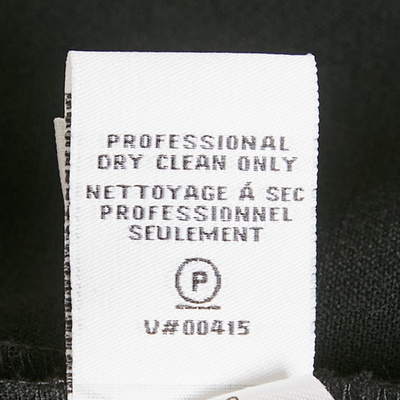 PROFESSIONAL
DRY CLEAN ONLY
NETTOYAGE Á SEC
PROFESSIONNEL
SEULEMENT
P
V#00415